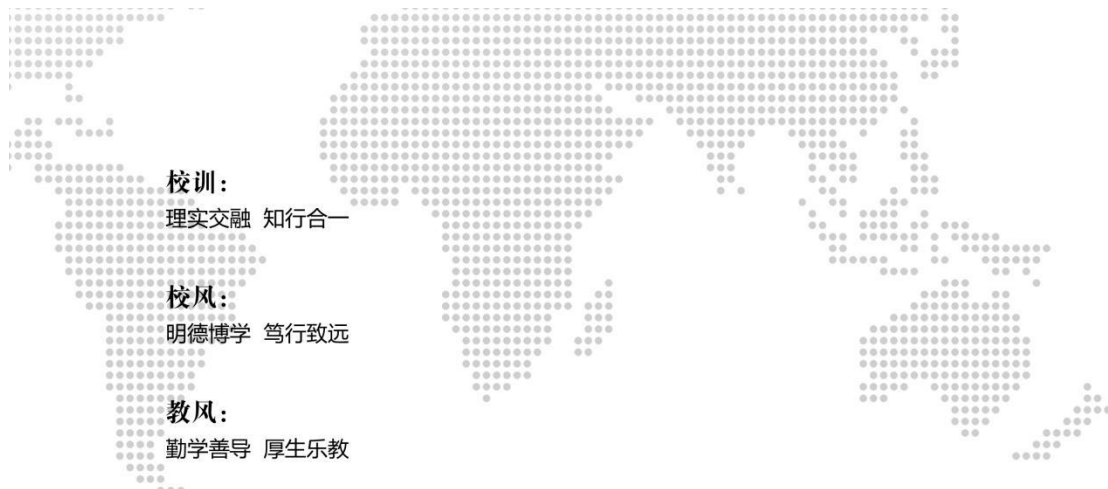 校训：
理实交融 知行合一
校风：
明德博学 笃行致远
教风：
勤学善导 厚生乐教